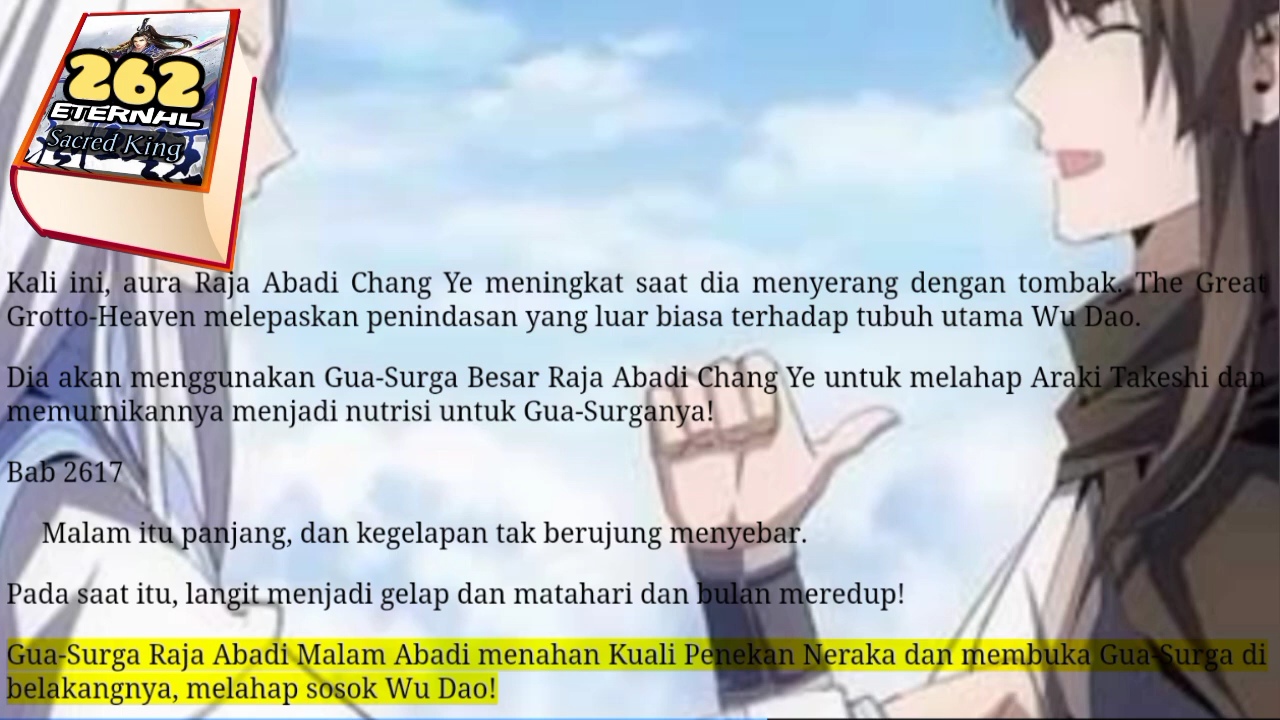 262
ETERNAL
Sacred King
Kali ini, aura Raja Abadi Chang Ye meningkat saat dia menyerang dengan tombak. The Great
Grotto-Heaven melepaskan penindasan yang luar biasa terhadap tubuh utama Wu Dao.
Dia akan menggunakan Gua-Surga Besar Raja Abadi Chang Ye untuk melahap Araki Takeshi dan
memurnikannya menjadi nutrisi untuk Gua-Surganya!
Bab 2617
Malam itu panjang, dan kegelapan tak berujung menyebar.
Pada saat itu, langit menjadi gelap dan matahari dan bulan meredup!
Gua-Surga Raja Abadi Malam Abadi menahan Kuali Penekan Neraka dan membuka Gua-Surga di
belakangnya, melahap sosok Wu Dao!